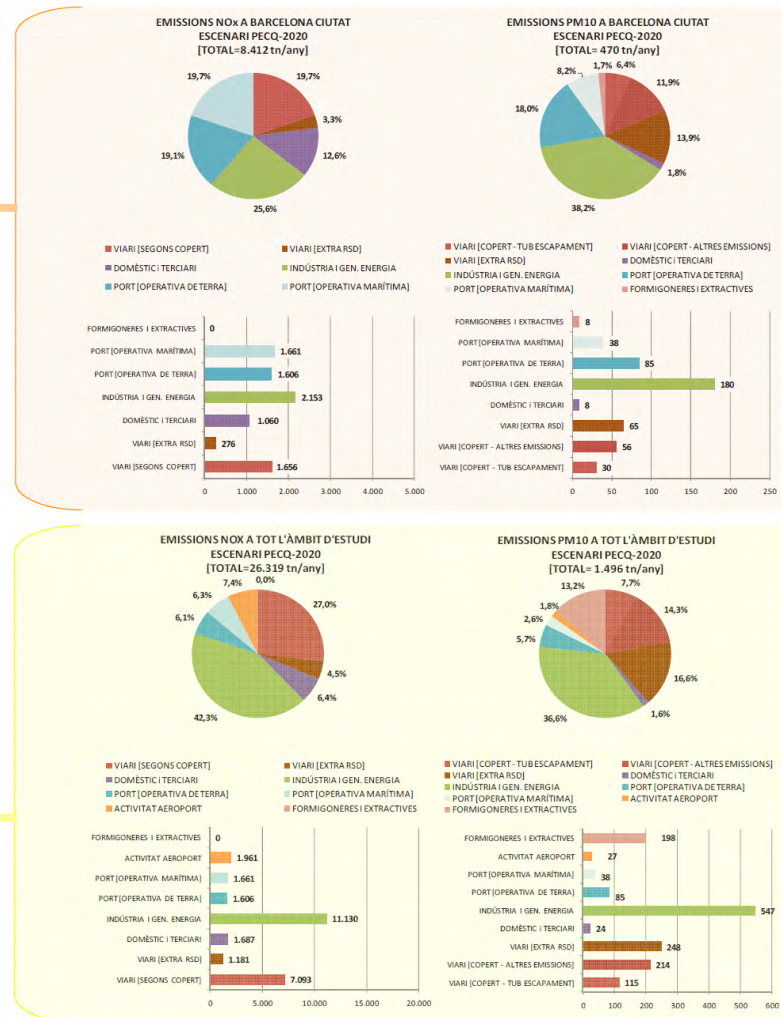 EMISSIONS NOx A BARCELONA CIUTAT
ESCENARI PECQ-2020
[TOTAL=8.412 tn/any]
19,7%
19,7%
3,3%
12,6%
25,6%
19,1%
VIARI [SEGONS COPERT]
VIARI [EXTRA RSD]
DOMÈSTIC i TERCIARI
INDÚSTRIA I GEN. ENERGIA
PORT [OPERATIVA DE TERRA]
PORT [OPERATIVA MARÍTIMA]
FORMIGONERES I EXTRACTIVES 0
PORT [OPERATIVA MARÍTIMA] 1.661
PORT [OPERATIVA DE TERRA] 1.606
INDÚSTRIA I GEN. ENERGIA 2.153
DOMÈSTIC i TERCIARI 1.060
VIARI [EXTRA RSD] 276
VIARI [SEGONS COPERT] 1.656
0 1.000 2.000 3.000 4.000 5.000
EMISSIONS PM10 A BARCELONA CIUTAT
ESCENARI PECQ-2020
[TOTAL= 470 tn/any]
1,7%
6,4%
8,2%
11,9%
18,0%
13,9%
1,8%
38,2%
VIARI [COPERT - TUB ESCAPAMENT]
VIARI [COPERT - ALTRES EMISSIONS]
VIARI [EXTRA RSD]
DOMÈSTIC i TERCIARI
INDÚSTRIA I GEN. ENERGIA
PORT [OPERATIVA DE TERRA]
PORT [OPERATIVA MARÍTIMA]
FORMIGONERES I EXTRACTIVES
FORMIGONERES I EXTRACTIVES 8
PORT [OPERATIVA MARÍTIMA] 38
PORT [OPERATIVA DE TERRA] 85
INDÚSTRIA I GEN. ENERGIA 180
DOMÈSTIC i TERCIARI 8
VIARI [EXTRA RSD] 65
VIARI [COPERT - ALTRES EMISSIONS] 56
VIARI [COPERT - TUB ESCAPAMENT] 30
0 50 100 150 200 250
EMISSIONS NOX A TOT L'ÀMBIT D'ESTUDI
ESCENARI PECQ-2020
[TOTAL=26.319 tn/any]
7,4%
0,0%
6,3%
27,0%
6,1%
4,5%
6,4%
42,3%
VIARI [SEGONS COPERT]
VIARI [EXTRA RSD]
DOMÈSTIC i TERCIARI
INDÚSTRIA I GEN. ENERGIA
PORT [OPERATIVA DE TERRA]
PORT [OPERATIVA MARÍTIMA]
ACTIVITAT AEROPORT
FORMIGONERES I EXTRACTIVES
FORMIGONERES I EXTRACTIVES 0
ACTIVITAT AEROPORT 1.961
PORT [OPERATIVA MARÍTIMA] 1.661
PORT [OPERATIVA DE TERRA] 1.606
INDÚSTRIA I GEN. ENERGIA 11.130
DOMÈSTIC i TERCIARI 1.687
VIARI [EXTRA RSD] 1.181
VIARI [SEGONS COPERT] 7.093
0 5.000 10.000 15.000 20.000
EMISSIONS PM10 A TOT L'ÀMBIT D'ESTUDI
ESCENARI PECQ-2020
[TOTAL= 1.496 tn/any]
13,2%
7,7%
1,8%
14,3%
2,6%
5,7%
16,6%
36,6%
1,6%
VIARI [COPERT - TUB ESCAPAMENT]
VIARI [COPERT - ALTRES EMISSIONS]
VIARI [EXTRA RSD]
DOMÈSTIC i TERCIARI
INDÚSTRIA I GEN. ENERGIA
PORT [OPERATIVA DE TERRA]
PORT [OPERATIVA MARÍTIMA]
ACTIVITAT AEROPORT
FORMIGONERES I EXTRACTIVES
FORMIGONERES I EXTRACTIVES 198
ACTIVITAT AEROPORT 27
PORT [OPERATIVA MARÍTIMA] 38
PORT [OPERATIVA DE TERRA] 85
INDÚSTRIA I GEN. ENERGIA 547
DOMÈSTIC i TERCIARI 24
VIARI [EXTRA RSD] 248
VIARI [COPERT - ALTRES EMISSIONS] 214
VIARI [COPERT - TUB ESCAPAMENT] 115
0 100 200 300 400 500 600